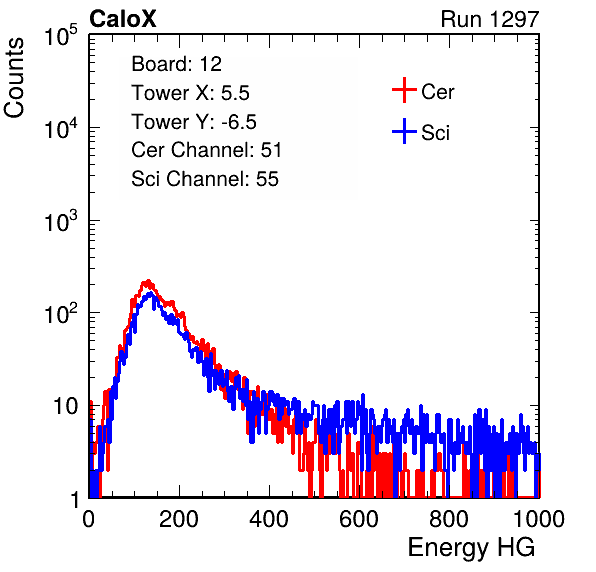 CaloX Run 1297
Counts
10^5
10^4
10^3
10^2
10
1
Board: 12
Tower X: 5.5
Tower Y: -6.5
Cer Channel: 51
Sci Channel: 55
Cer
Sci
0 200 400 600 800 1000
Energy HG